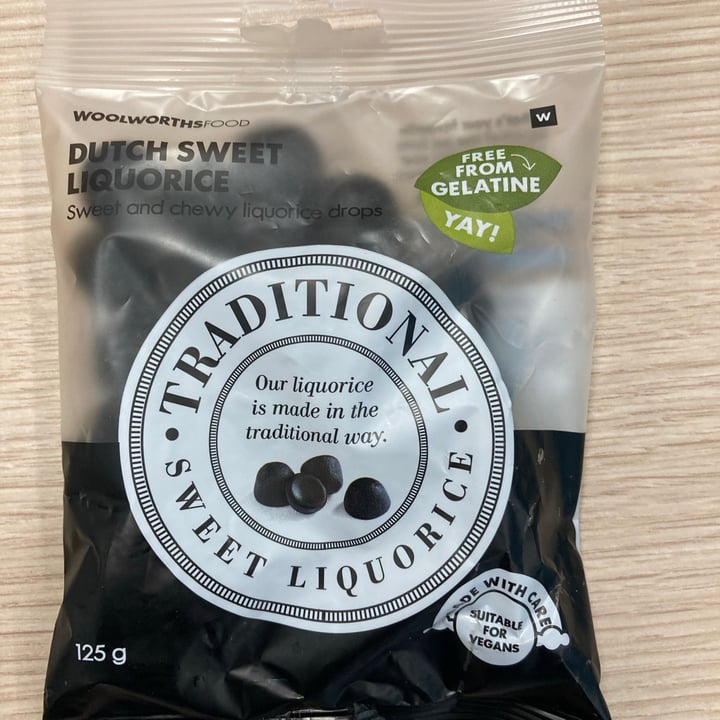 WOOLWORTHSFOOD
W
DUTCH SWEET
LIQUORICE
Sweet and chewy liquorice drops
FREE
FROM
GELATINE
YAY!
TRADITIONAL
Our liquorice
is made in the
traditional way.
SWEET LIQUORICE
MADE WITH CARE
SUITABLE
FOR
VEGANS
125 g